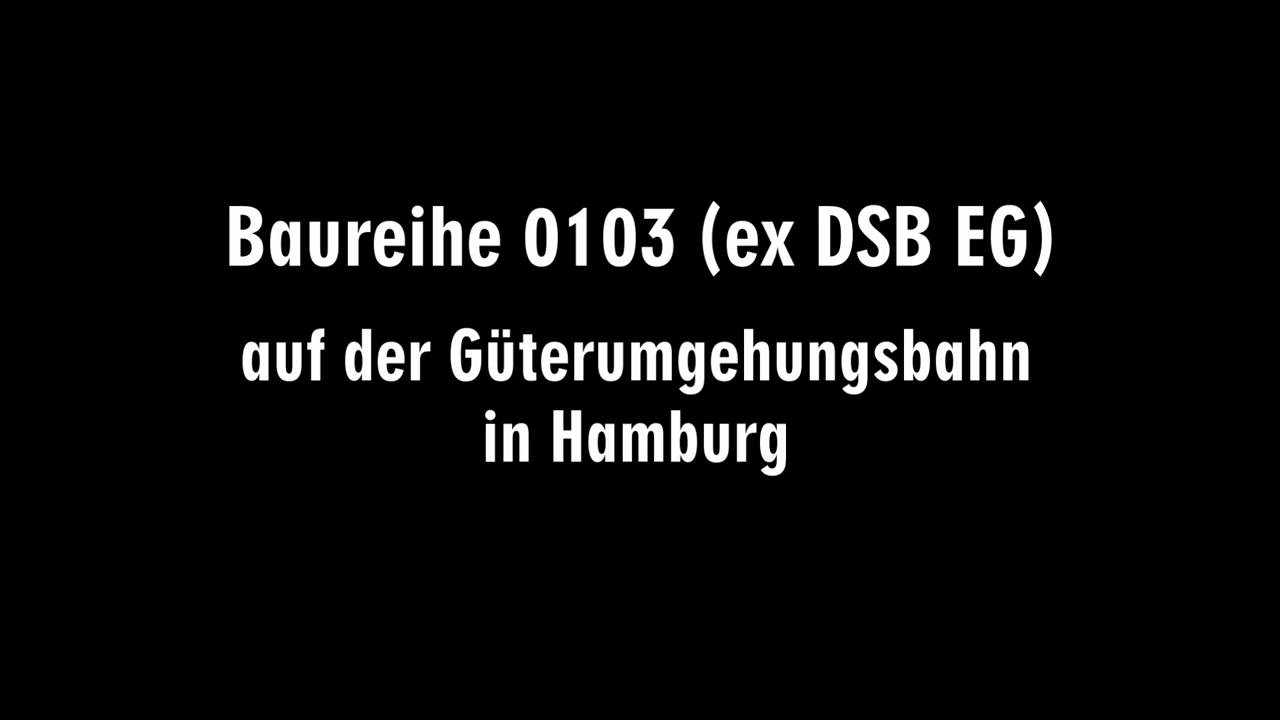 Baureihe 0103 (ex DSB EG)
auf der Güterumgehungsbahn
in Hamburg